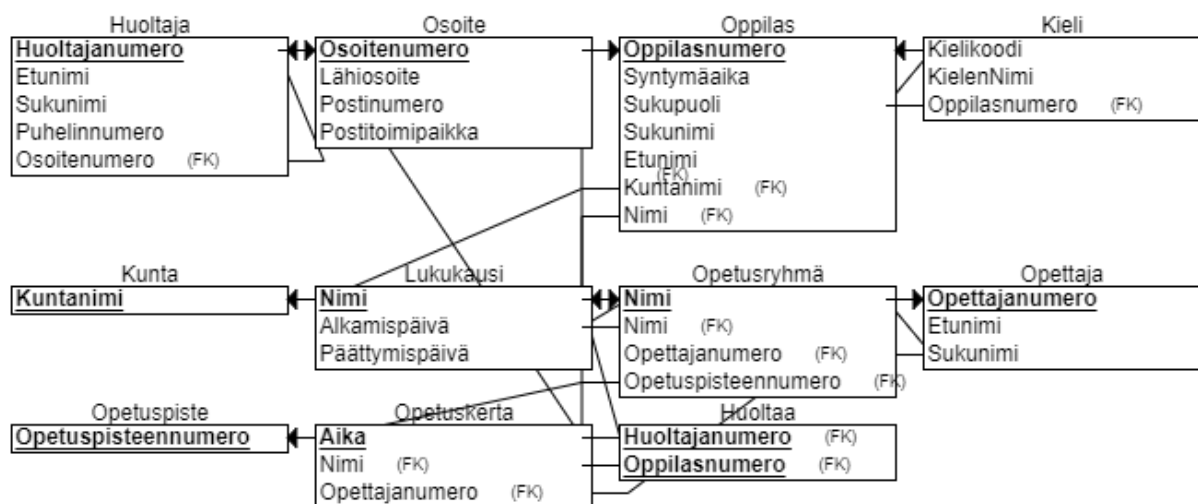 Huoltaja
Huoltajanumero
Etunimi
Sukunimi
Puhelinnumero
Osoitenumero (FK)
Osoite
Osoitenumero
Lähiosoite
Postinumero
Postitoimipaikka
Oppilas
Oppilasnumero
Syntymäaika
Sukupuoli
Sukunimi
Etunimi
(FK)
Kuntanimi (FK)
Nimi (FK)
Kieli
Kielikoodi
KielenNimi
Oppilasnumero (FK)
Kunta
Kuntanimi
Lukukausi
Nimi
Alkamispäivä
Päättymispäivä
Opetusryhmä
Nimi
Nimi (FK)
Opettajanumero (FK)
Opetuspisteennumero (FK)
Opettaja
Opettajanumero
Etunimi
Sukunimi
Opetuspiste
Opetuspisteennumero
Opetuskerta
Aika
Nimi (FK)
Opettajanumero (FK)
Huoltaa
Huoltajanumero (FK)
Oppilasnumero (FK)